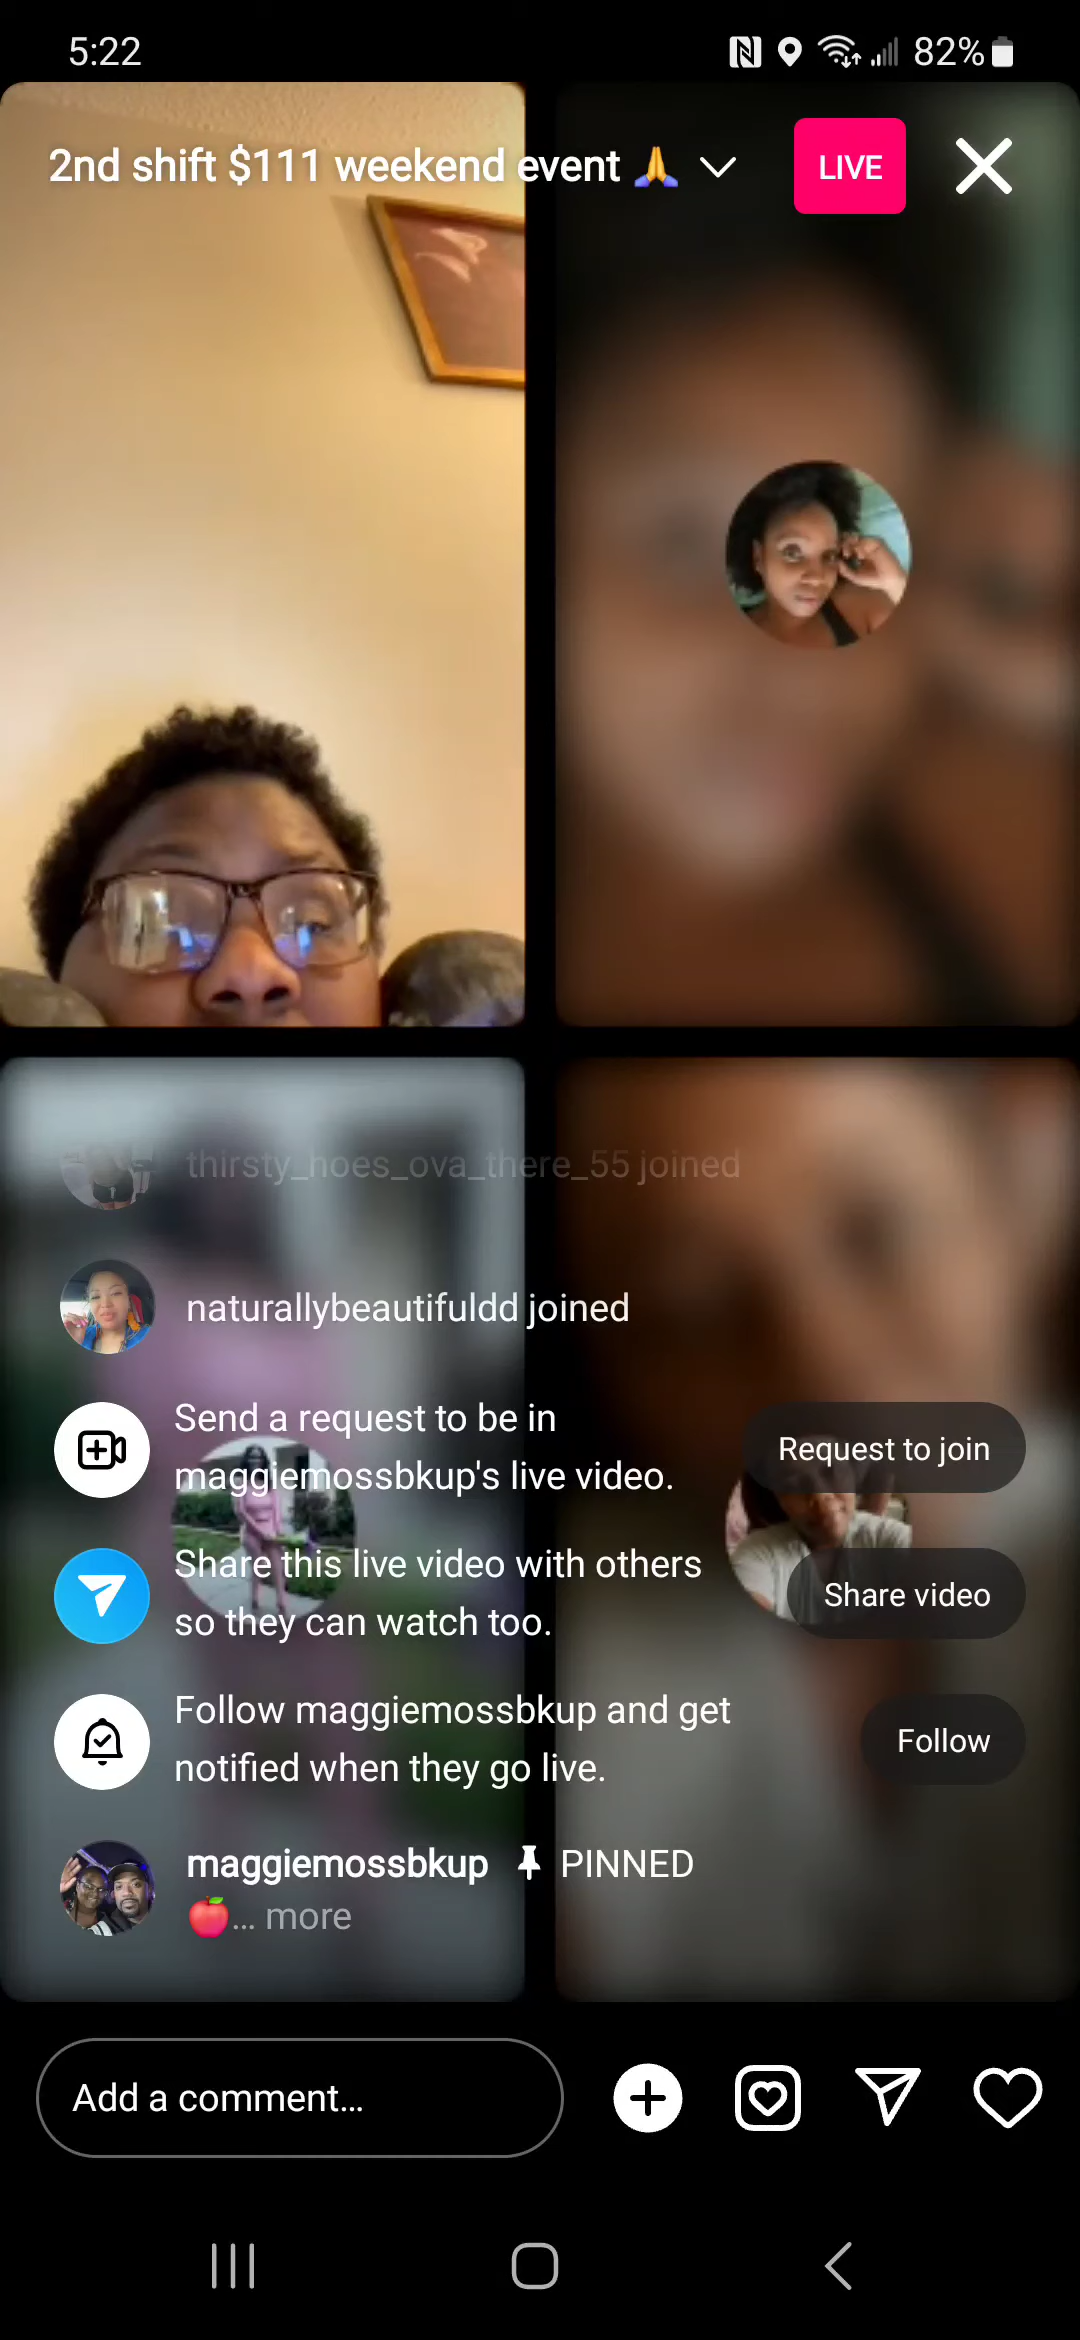 5:22
82%
2nd shift $111 weekend event 🙏
LIVE
thirsty_hoes_ova_there_55 joined
naturallybeautifuldd joined
Send a request to be in
maggiemossbkup's live video.
Request to join
Share this live video with others
so they can watch too.
Share video
Follow maggiemossbkup and get
notified when they go live.
Follow
maggiemossbkup PINNED
🍎... more
Add a comment...